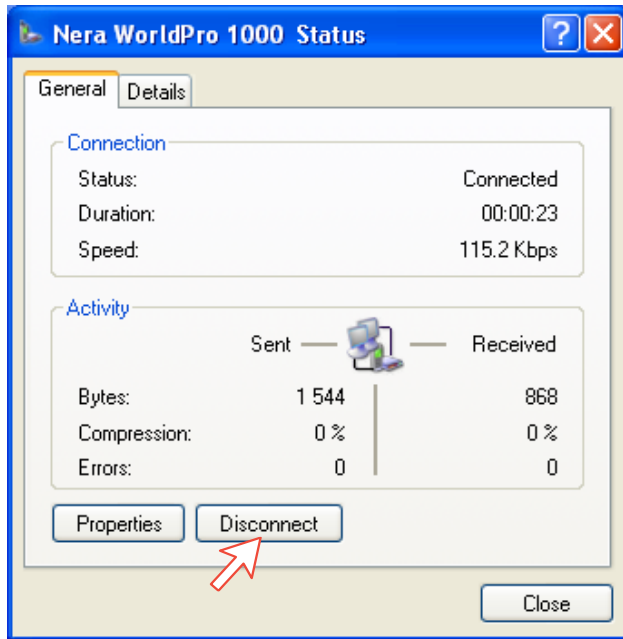 Nera WorldPro 1000 Status
General Details
Connection
Status: Connected
Duration: 00:00:23
Speed: 115.2 Kbps
Activity
Sent Received
Bytes: 1 544 868
Compression: 0 % 0 %
Errors: 0 0
Properties Disconnect
Close